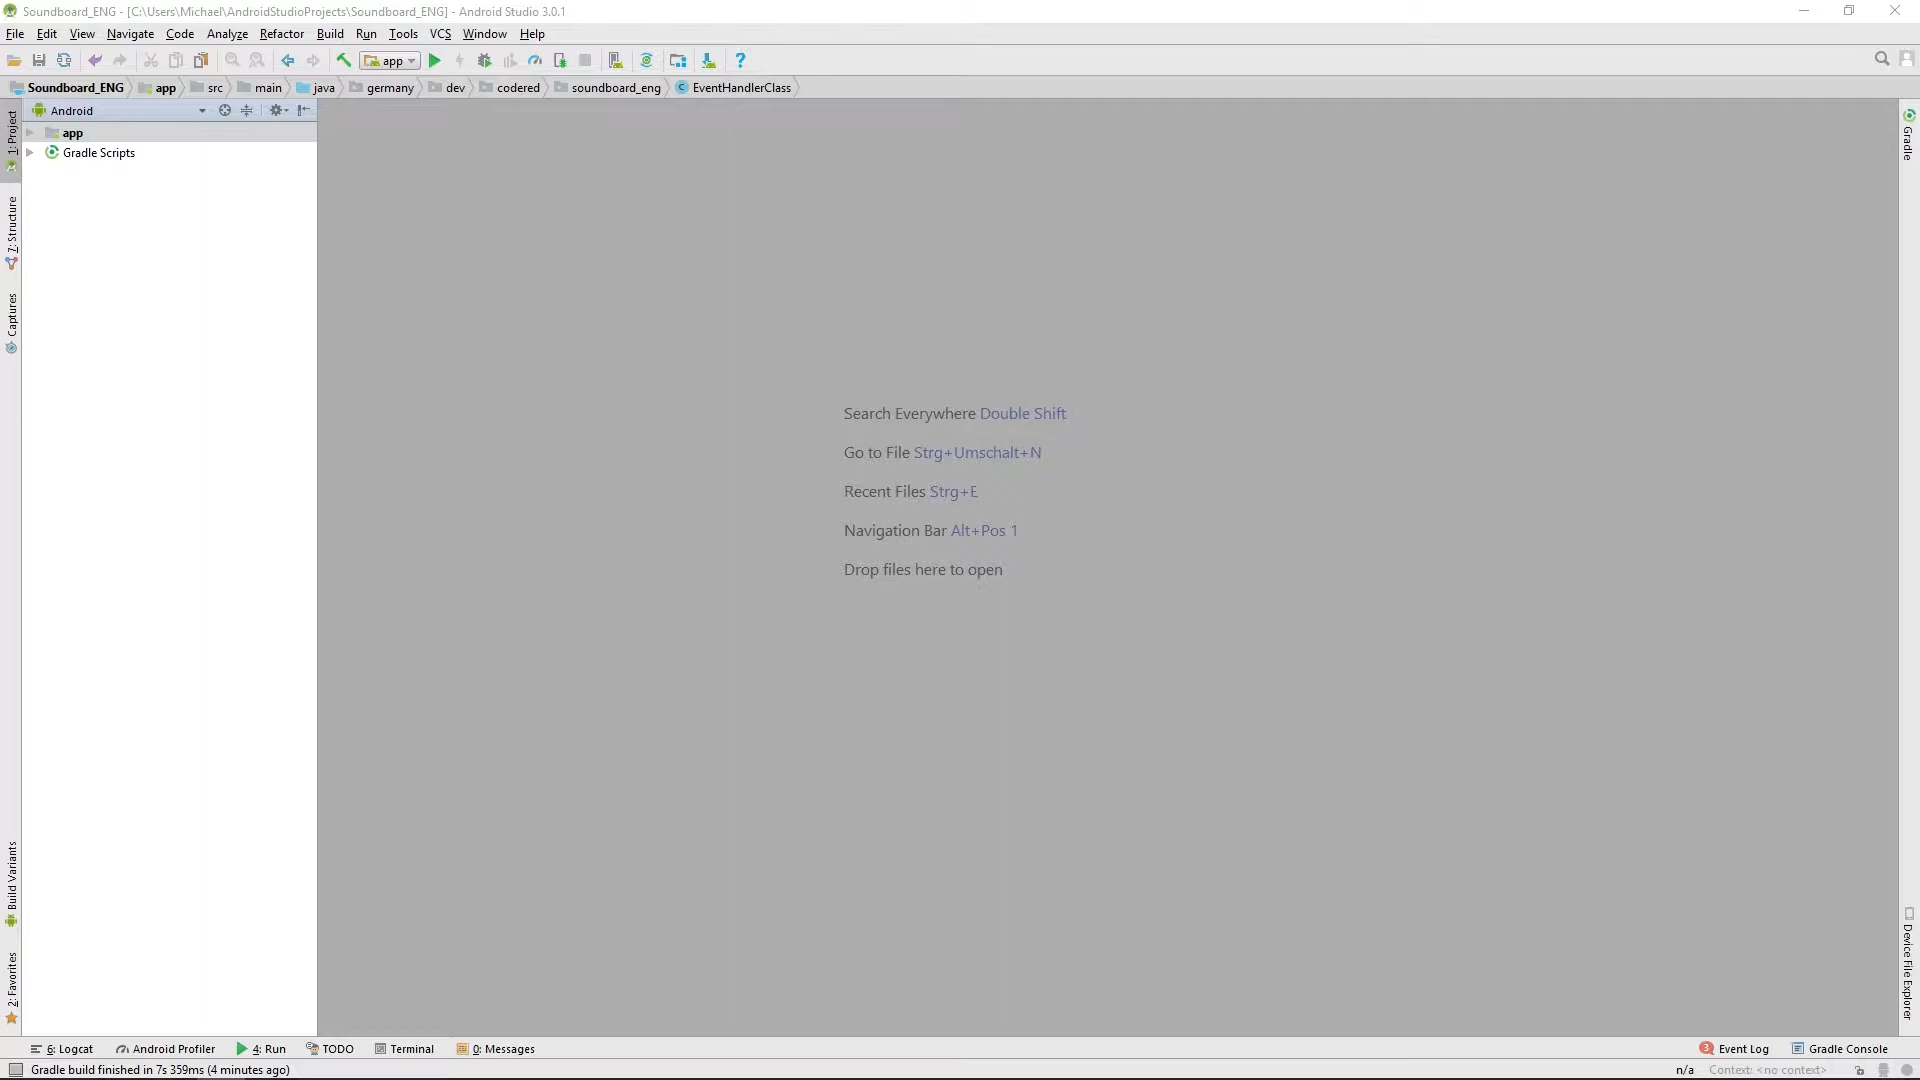 Soundboard_ENG - [C:\Users\Michael\AndroidStudioProjects\Soundboard_ENG] - Android Studio 3.0.1
File Edit View Navigate Code Analyze Refactor Build Run Tools VCS Window Help
app
Soundboard_ENG app src main java germany dev codered soundboard_eng EventHandlerClass
Android
app
Gradle Scripts
1: Project
7: Structure
Captures
Build Variants
2: Favorites
Search Everywhere Double Shift
Go to File Strg+Umschalt+N
Recent Files Strg+E
Navigation Bar Alt+Pos 1
Drop files here to open
Gradle
Device File Explorer
6: Logcat Android Profiler 4: Run TODO Terminal 0: Messages 3 Event Log Gradle Console
Gradle build finished in 7s 359ms (4 minutes ago) n/a Context: <no context>